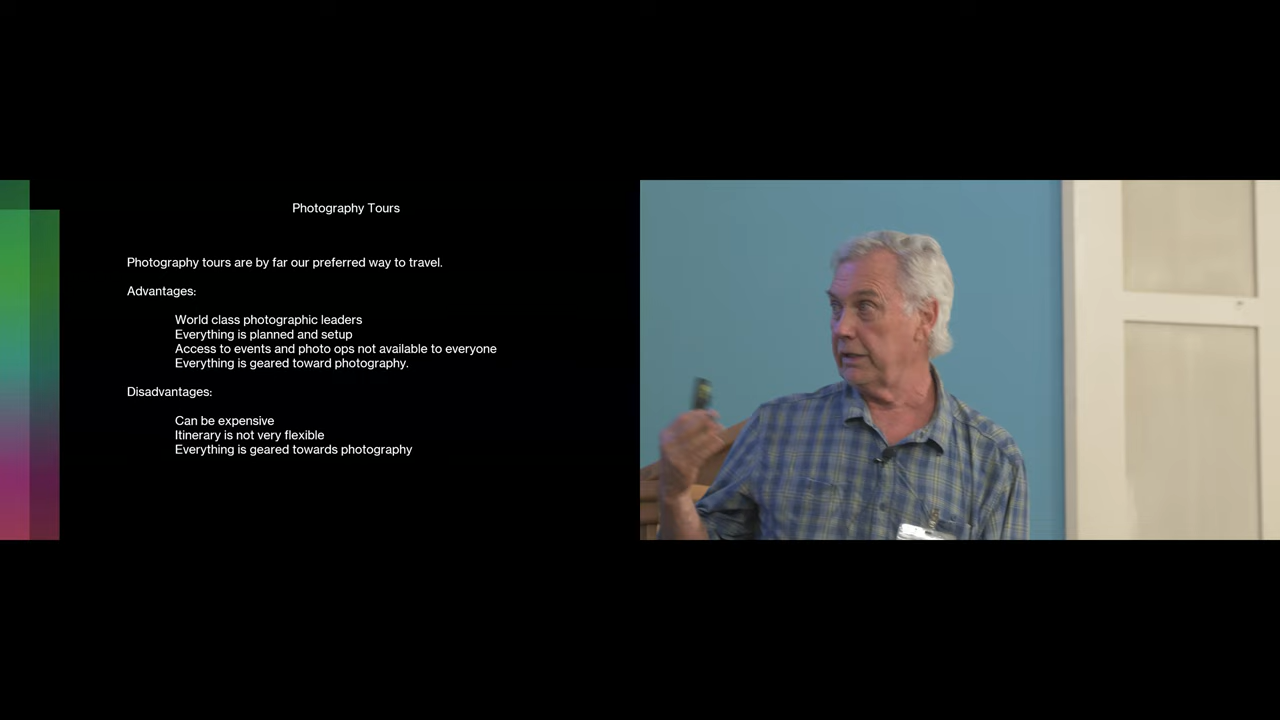 Photography Tours
Photography tours are by far our preferred way to travel.
Advantages:
World class photographic leaders
Everything is planned and setup
Access to events and photo ops not available to everyone
Everything is geared toward photography.
Disadvantages:
Can be expensive
Itinerary is not very flexible
Everything is geared towards photography